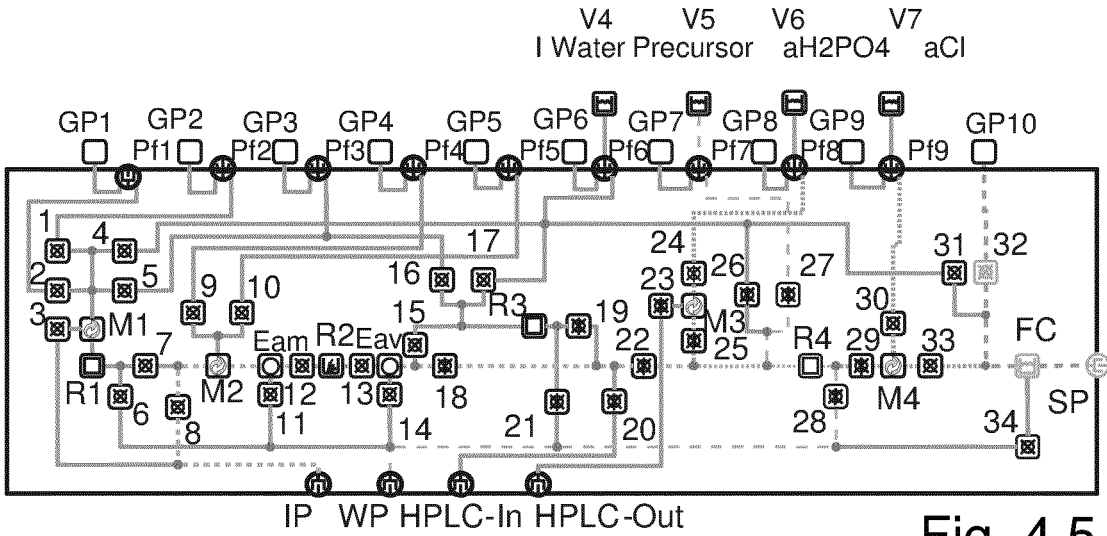 V4 V5 V6 V7
I Water Precursor aH2PO4 aCl
GP1 GP2 GP3 GP4 GP5 GP6 GP7 GP8 GP9 GP10
Pf1 Pf2 Pf3 Pf4 Pf5 Pf6 Pf7 Pf8 Pf9
1 4 17 24 31 32
2 5 9 10 16 R3 23 26 27
3 M1 15 19 M3 30
7 Eam R2 Eav 22 25 R4 29 33 FC
R1 M2 12 13 18 M4 SP
6 8 11 14 21 20 28 34
IP WP HPLC-In HPLC-Out
Fig. 4.5